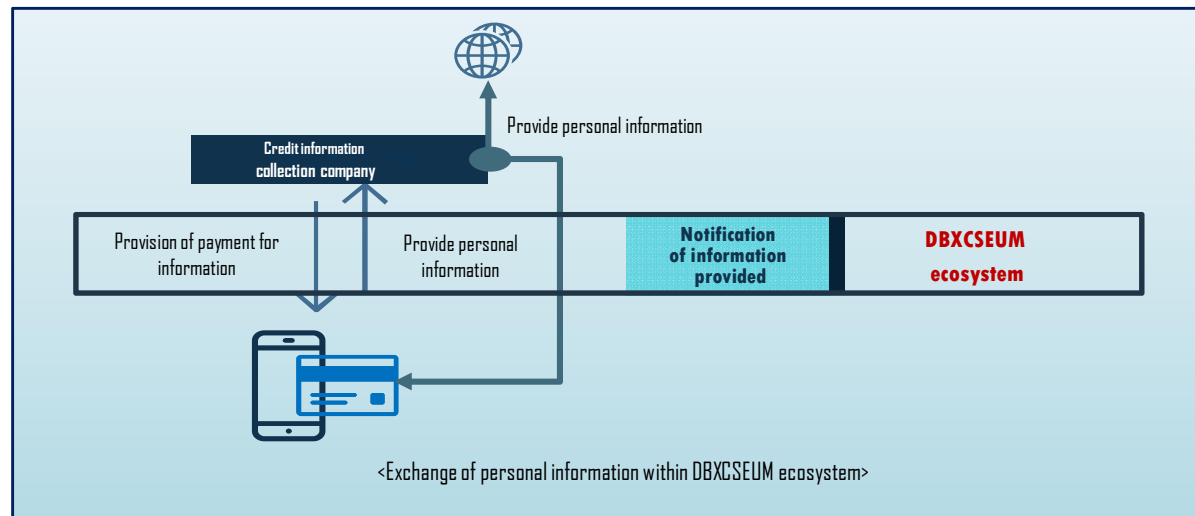 Provide personal information
Credit information
collection company
Provision of payment for
information
Provide personal
information
Notification
of information
provided
DBXCSEUM
ecosystem
<Exchange of personal information within DBXCSEUM ecosystem>